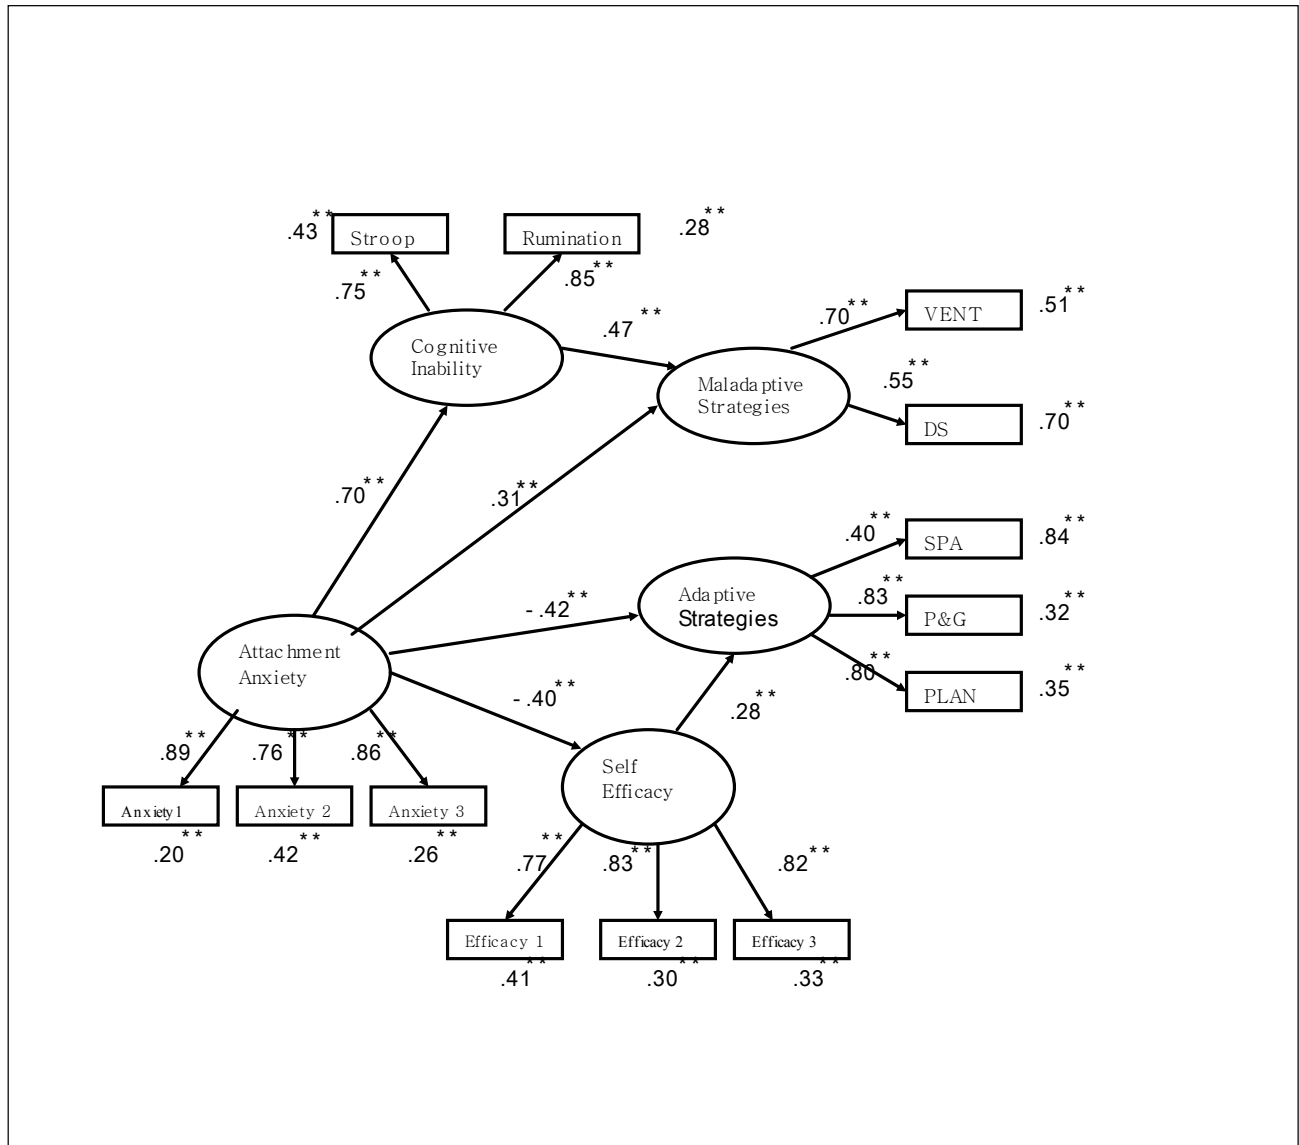 .43** Stroop Rumination .28**
.75** .85**
Cognitive
Inability
.47**
.70** VENT .51**
Maladaptive
Strategies
.55**
DS .70**
.70** .31**
.40** SPA .84**
Adaptive
Strategies
-.42** .83** P&G .32**
.80** PLAN .35**
Attachment
Anxiety
-.40** .28**
.89** .76** .86**
Self
Efficacy
Anxiety1 Anxiety 2 Anxiety 3
.20** .42** .26**
.77** .83** .82**
Efficacy 1 Efficacy 2 Efficacy 3
.41** .30** .33**